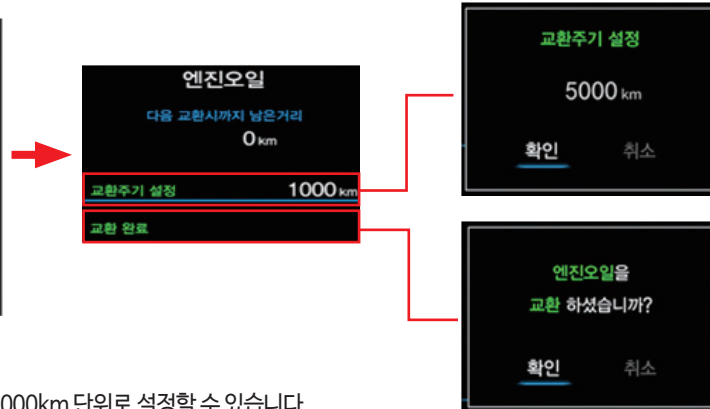 엔진오일
다음 교환시까지 남은거리
0 km
교환주기 설정 1000 km
교환 완료
교환주기 설정
5000 km
확인 취소
엔진오일을
교환 하셨습니까?
확인 취소
000km 단위로 설정할 수 있습니다